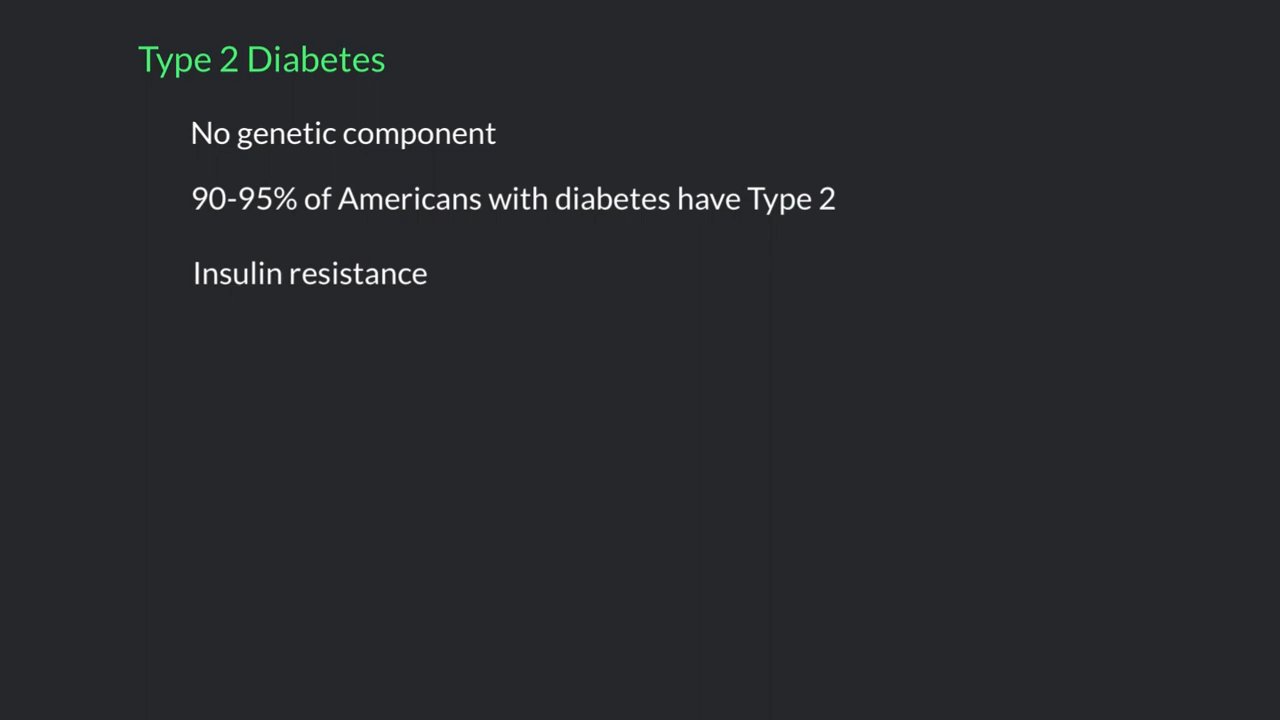 Type 2 Diabetes
No genetic component
90-95% of Americans with diabetes have Type 2
Insulin resistance